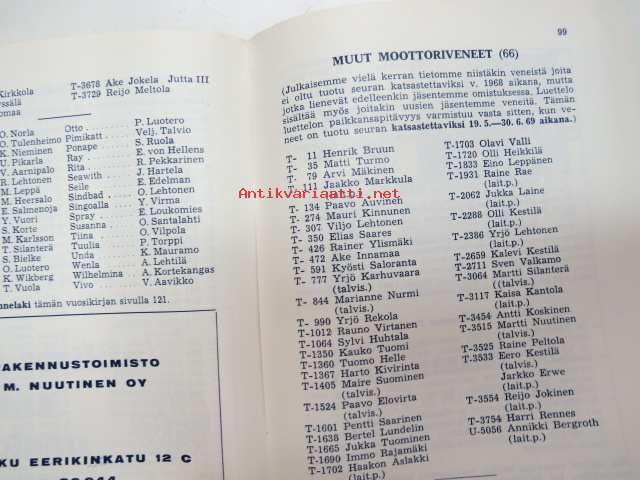 Kirkkola T-3678 Ake Jokela Jutta III
yssälä T-3729 Reijo Meltola
omaa
O. Norla Otto P. Luotero
O. Tulenheimo Pimikatt Velj. Talvio
K. Nieminen Ponape S. Ruola
U. Pikarla Ray E. von Hellens
V. Aarnipalo Rita R. Pekkarinen
R. Lehtonen Seawith J. Hartela
M. Leppä Seile E. Edelman
M. Heersalo Sindbad O. Lehtonen
E. Salmenoja Singoalla Y. Virma
Y. Vuori Spray E. Loukomies
S. Korte Susanna O. Santalahti
M. Karlsson Tiina O. Vilpola
T. Silanterä Tuulia P. Torppi
S. Bielke Unda K. Mauramo
O. Luotero Wenla A. Lehtilä
K. Wikberg Wilhelmina A. Kortekangas
T. Vuola Vivo V. Aavikko
nnelaki tämän vuosikirjan sivulla 121.
AKENNUSTOIMISTO
M. NUUTINEN OY
KU EERIKINKATU 12 C
99
MUUT MOOTTORIVENEET (66)
(Julkaisemme vielä kerran tietomme niistäkin veneistä joita
ei oltu tuotu seuran katsastettaviksi v. 1968 aikana, mutta
jotka lienevät edelleenkin jäsentemme omistuksessa. Luettelo
sisältää myös joitakin uusien jäsentemme veneitä. Tämän
luettelon paikkansapitävyys varmistuu vasta sitten, kun ve-
neet on tuotu seuran katsastettaviksi 19.5.—30.6.69 aikana.)
T- 11 Henrik Bruun
T- 35 Matti Turmo
T- 79 Arvi Mäkinen
T- 111 Jaakko Markkula
T- 134 Paavo Auvinen
T- 274 Mauri Kinnunen
T- 307 Viljo Lehtonen
T- 350 Elias Saares
T- 426 Rainer Ylismäki
T- 472 Ake Innamaa
T- 591 Kyösti Saloranta
T- 777 Yrjö Karhuvaara
(talvis.)
T- 844 Marianne Nurmi
(talvis.)
T- 990 Yrjö Rekola
T-1012 Rauno Virtanen
T-1064 Sylvi Huhtala
T-1350 Kauko Tuomi
T-1360 Tuomo Helle
T-1367 Harto Kivirinta
T-1405 Maire Suominen
(talvis.)
T-1524 Paavo Elovirta
(talvis.)
T-1601 Pentti Saarinen
T-1638 Bertel Lundelin
T-1665 Jukka Tuominen
T-1690 Immo Rajamäki
T-1702 Haakon Aslakki
T-1703 Olavi Valli
T-1720 Olli Heikkilä
T-1833 Eino Leppänen
T-1931 Raine Rae
(lait.p.)
T-2062 Jukka Laine
(lait.p.)
T-2288 Olli Kestilä
(lait.p.)
T-2386 Yrjö Lehtonen
(lait.p.)
T-2659 Kalevi Kestilä
T-2711 Sven Valkamo
T-3064 Martti Silanterä
((talvis.)
T-3117 Kaisa Kantola
(lait.p.)
T-3454 Antti Koskinen
T-3515 Martti Nuutinen
(lait.p.)
T-3525 Raine Peltola
T-3533 Eero Kestilä
(talvis.)
Jarkko Erwe
(lait.p.)
T-3554 Reijo Jokinen
(lait.p.)
T-3754 Harri Rennes
U-5056 Annikki Bergroth
(lait.p.)
Antikvariaatti.net